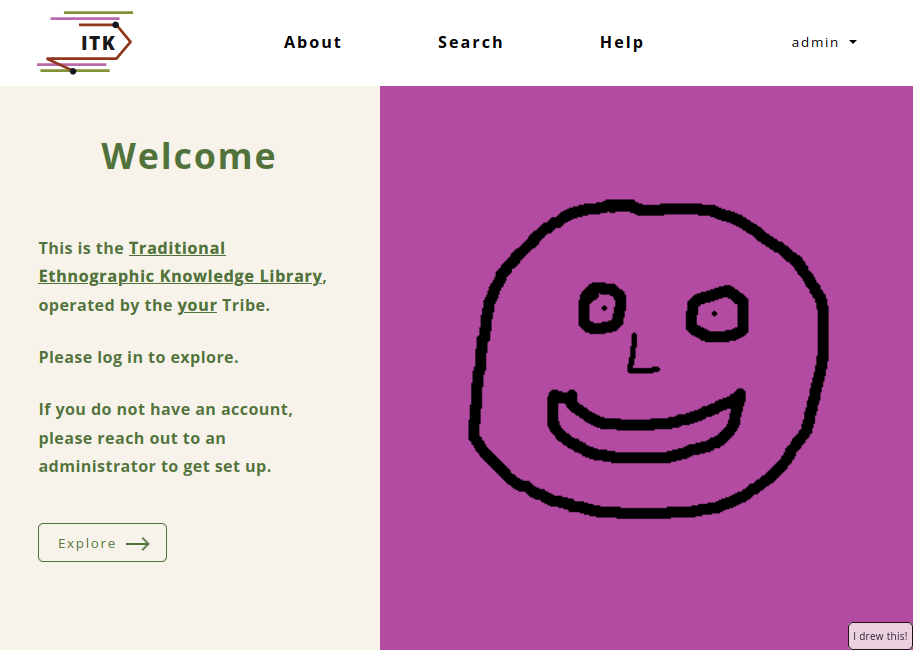 ITK
About
Search
Help
admin
Welcome
This is the Traditional
Ethnographic Knowledge Library,
operated by the your Tribe.
Please log in to explore.
If you do not have an account,
please reach out to an
administrator to get set up.
Explore
I drew this!